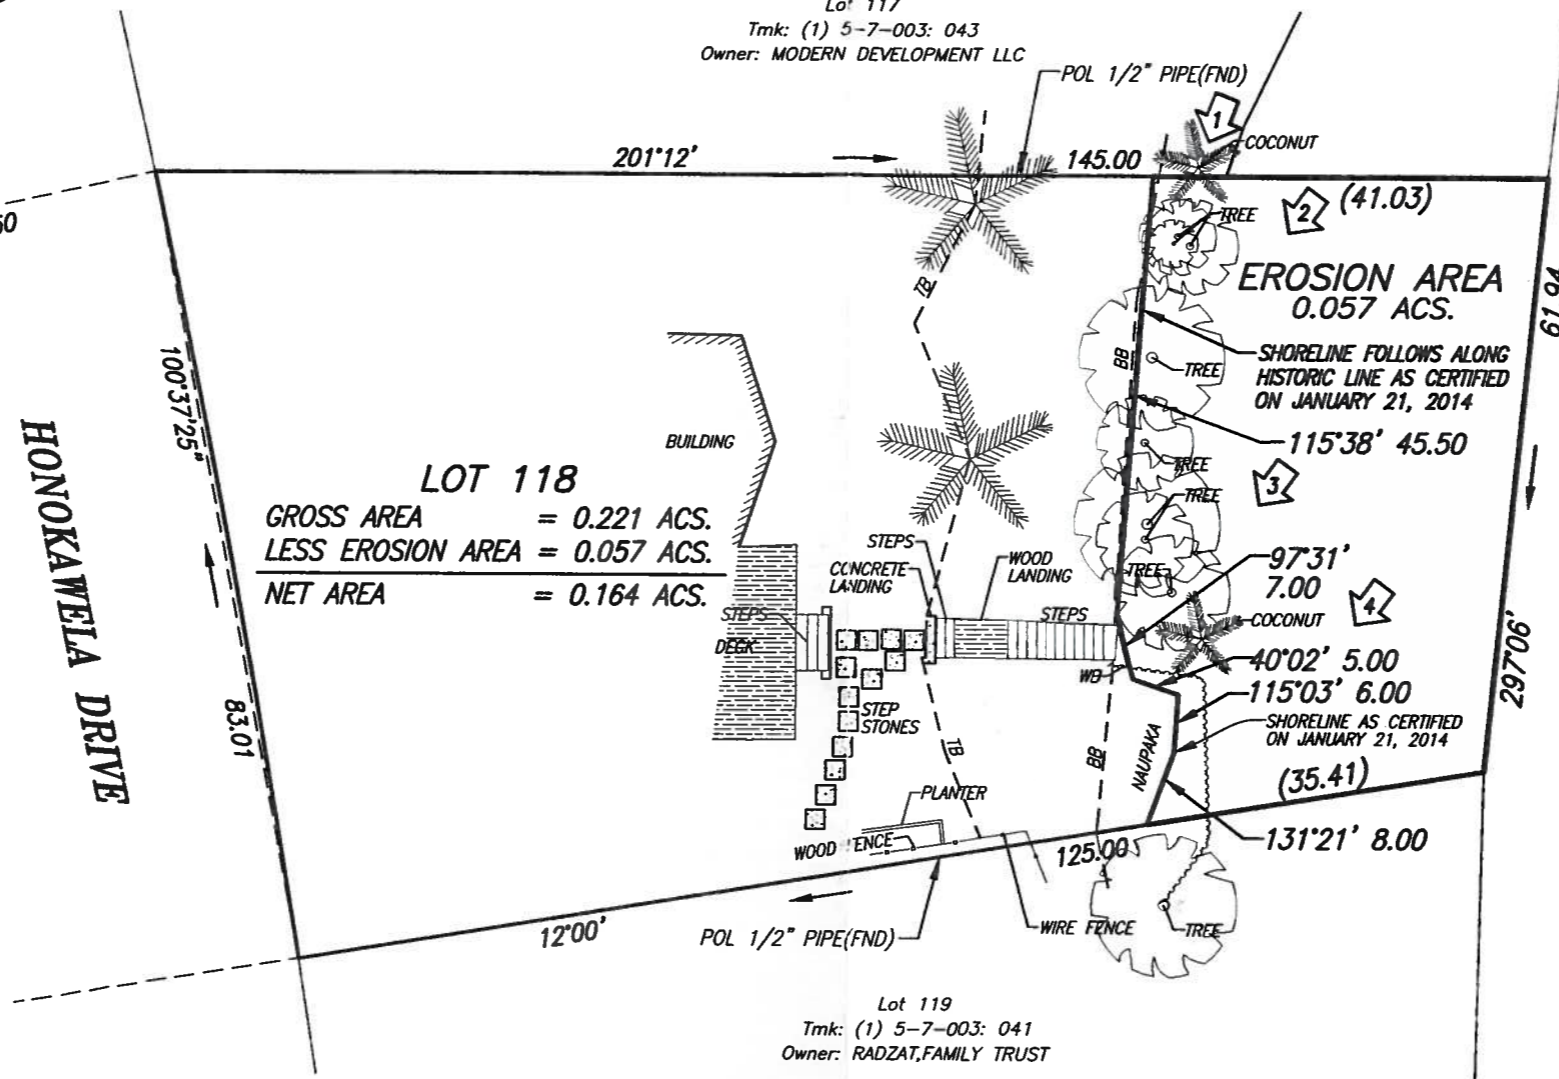 Lot 117
Tmk: (1) 5-7-003: 043
Owner: MODERN DEVELOPMENT LLC
POL 1/2" PIPE(FND)
1
COCONUT
201°12'
145.00
(41.03)
2
TREE
EROSION AREA
0.057 ACS.
61.94
SHORELINE FOLLOWS ALONG
HISTORIC LINE AS CERTIFIED
ON JANUARY 21, 2014
TB
BB
TREE
115°38' 45.50
100°37'25"
BUILDING
TREE
TREE
3
LOT 118
GROSS AREA = 0.221 ACS.
LESS EROSION AREA = 0.057 ACS.
NET AREA = 0.164 ACS.
HONOKAWELA DRIVE
STEPS
CONCRETE
LANDING
WOOD
LANDING
TREE
97°31'
7.00
4
STEPS
STEPS
COCONUT
DECK
WD
40°02' 5.00
115°03' 6.00
297°06'
STEP
STONES
SHORELINE AS CERTIFIED
ON JANUARY 21, 2014
83.01
TB
BB
NAUPAKA
(35.41)
PLANTER
WOOD FENCE
125.00
131°21' 8.00
12°00'
POL 1/2" PIPE(FND)
WIRE FENCE
TREE
Lot 119
Tmk: (1) 5-7-003: 041
Owner: RADZAT,FAMILY TRUST